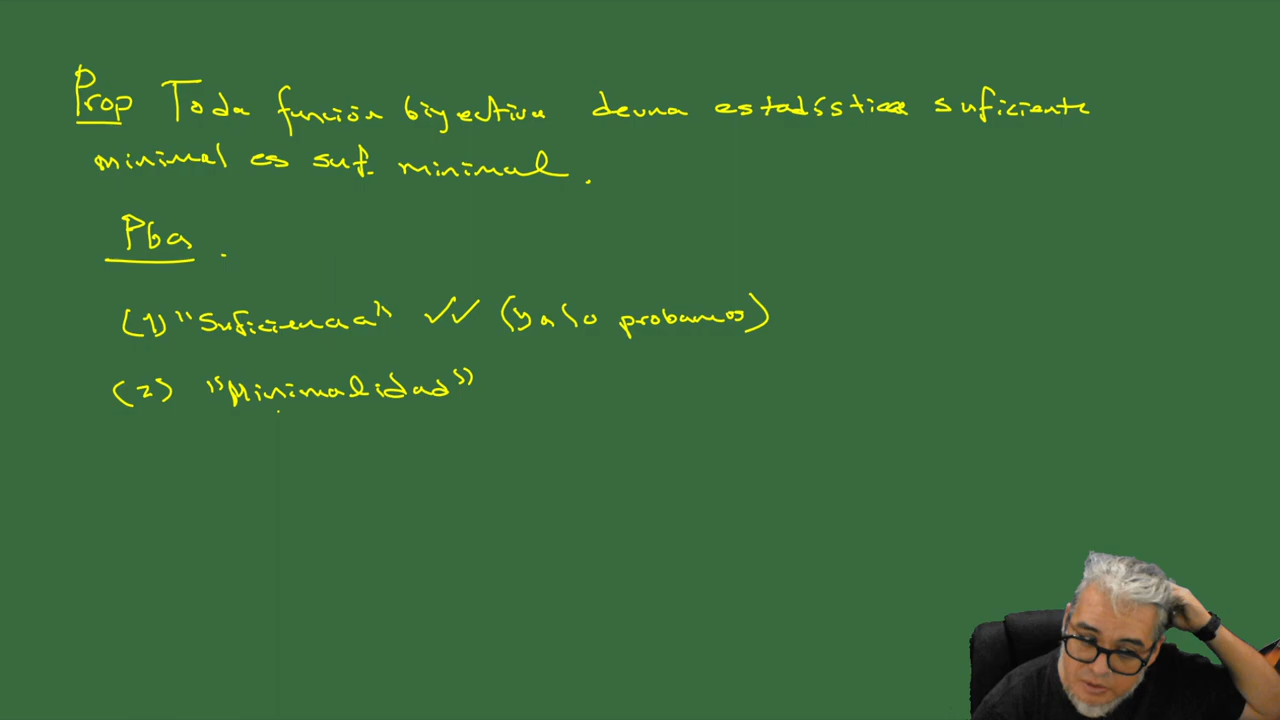 Prop Toda función biyectiva de una estadística suficiente
minimal es suf. minimal.
Pba.
(1) "Suficiencia" ✓✓ (ya lo probamos)
(2) "Minimalidad"